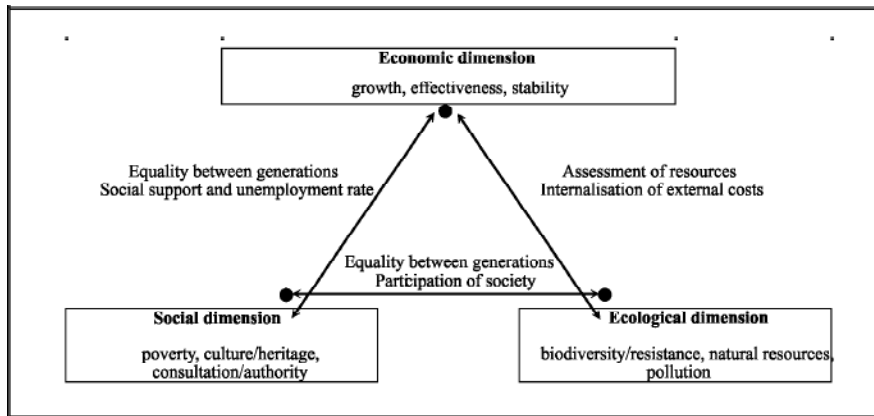 Economic dimension
growth, effectiveness, stability
Equality between generations
Social support and unemployment rate
Assessment of resources
Internalisation of external costs
Equality between generations
Participation of society
Social dimension
poverty, culture/heritage,
consultation/authority
Ecological dimension
biodiversity/resistance, natural resources,
pollution